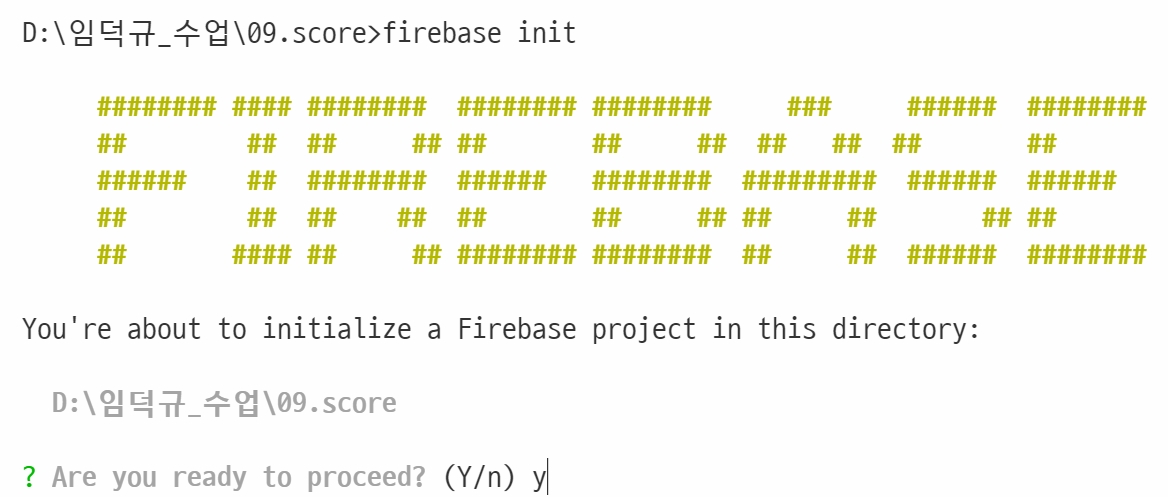 D:\임덕규_수업\09.score>firebase init
######## #### ########  ######## ########     ###     ######  ########
##        ##  ##     ## ##       ##     ##  ##   ##  ##       ##
######    ##  ########  ######   ########  #########  ######  ######
##        ##  ##    ##  ##       ##     ## ##     ##       ## ##
##       #### ##     ## ######## ########  ##     ##  ######  ########
You're about to initialize a Firebase project in this directory:
D:\임덕규_수업\09.score
? Are you ready to proceed? (Y/n) y